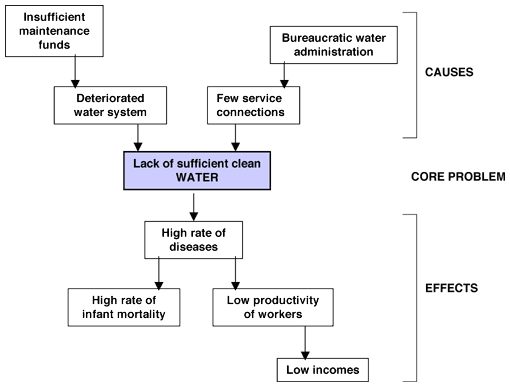 Insufficient
maintenance
funds
Bureaucratic water
administration
CAUSES
Deteriorated
water system
Few service
connections
Lack of sufficient clean
WATER
CORE PROBLEM
High rate of
diseases
EFFECTS
High rate of
infant mortality
Low productivity
of workers
Low incomes